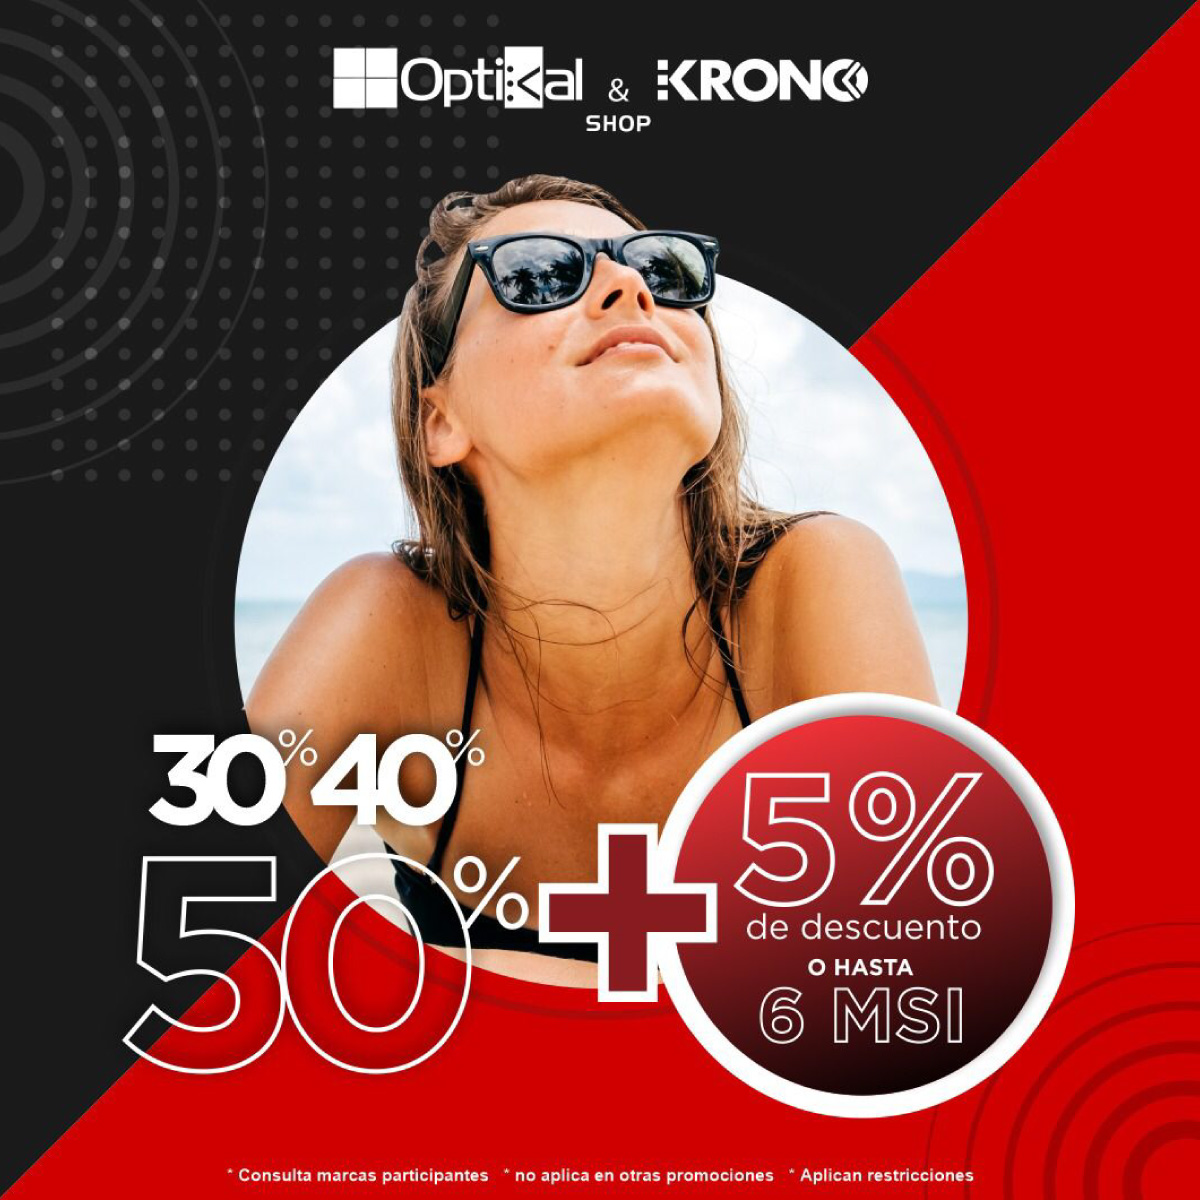 Optikal & KRONO
SHOP
30% 40%
50%
+
5%
de descuento
O HASTA
6 MSI
* Consulta marcas participantes * no aplica en otras promociones * Aplican restricciones